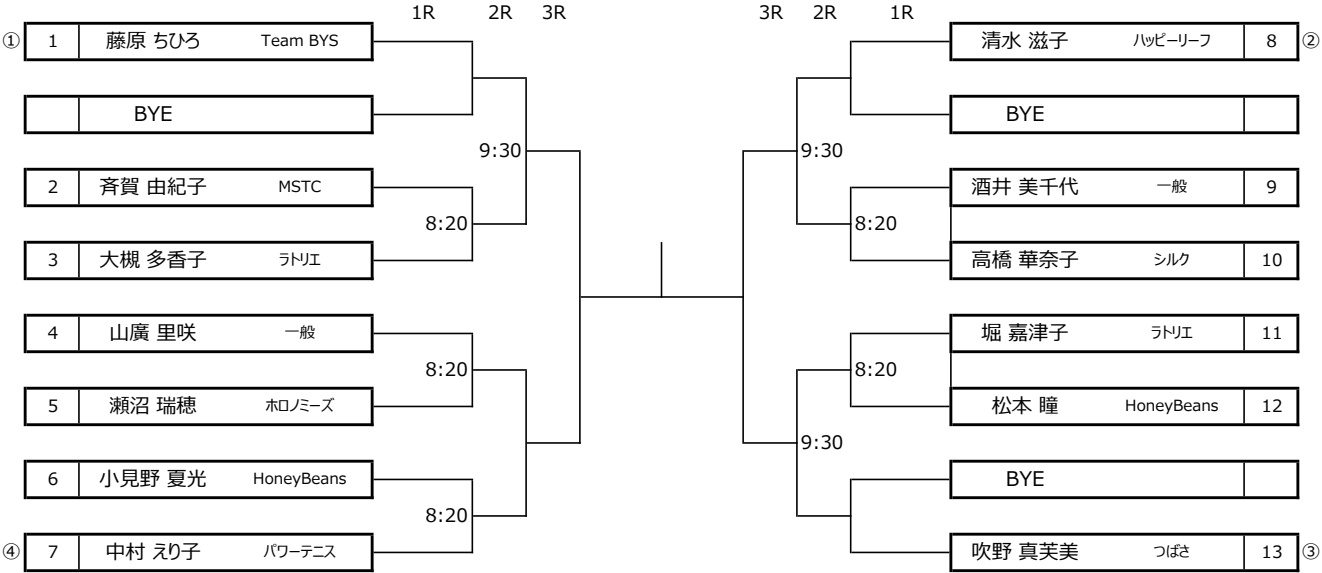 1R 2R 3R 3R 2R 1R
① 1 藤原 ちひろ Team BYS 清水 滋子 ハッピーリーフ 8 ②
BYE BYE
9:30 9:30
2 斉賀 由紀子 MSTC 酒井 美千代 一般 9
8:20 8:20
3 大槻 多香子 ラトリエ 高橋 華奈子 シルク 10
4 山廣 里咲 一般 堀 嘉津子 ラトリエ 11
8:20 8:20
5 瀬沼 瑞穂 ホロノミーズ 松本 瞳 HoneyBeans 12
9:30
6 小見野 夏光 HoneyBeans BYE
8:20
④ 7 中村 えり子 パワーテニス 吹野 真芙美 つばさ 13 ③